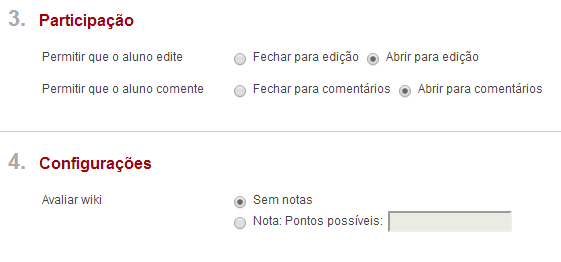 3. Participação
Permitir que o aluno edite Fechar para edição Abrir para edição
Permitir que o aluno comente Fechar para comentários Abrir para comentários
4. Configurações
Avaliar wiki Sem notas
Nota: Pontos possíveis: